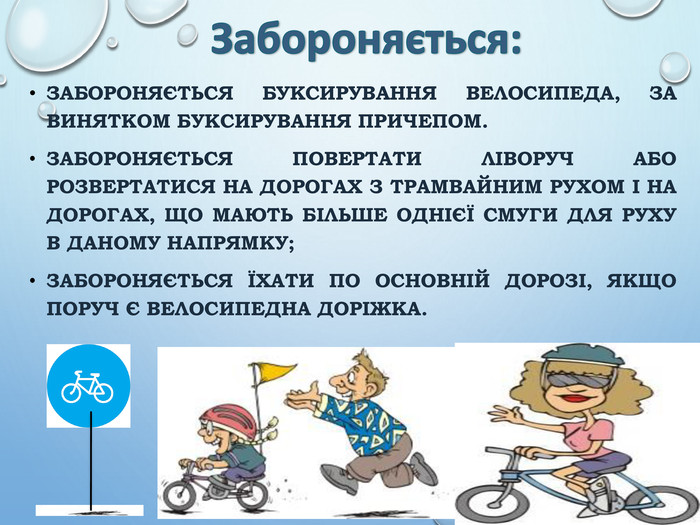 Забороняється:
• ЗАБОРОНЯЄТЬСЯ БУКСИРУВАННЯ ВЕЛОСИПЕДА, ЗА
ВИНЯТКОМ БУКСИРУВАННЯ ПРИЧЕПОМ.
• ЗАБОРОНЯЄТЬСЯ ПОВЕРТАТИ ЛІВОРУЧ АБО
РОЗВЕРТАТИСЯ НА ДОРОГАХ З ТРАМВАЙНИМ РУХОМ І НА
ДОРОГАХ, ЩО МАЮТЬ БІЛЬШЕ ОДНІЄЇ СМУГИ ДЛЯ РУХУ
В ДАНОМУ НАПРЯМКУ;
• ЗАБОРОНЯЄТЬСЯ ЇХАТИ ПО ОСНОВНІЙ ДОРОЗІ, ЯКЩО
ПОРУЧ Є ВЕЛОСИПЕДНА ДОРІЖКА.